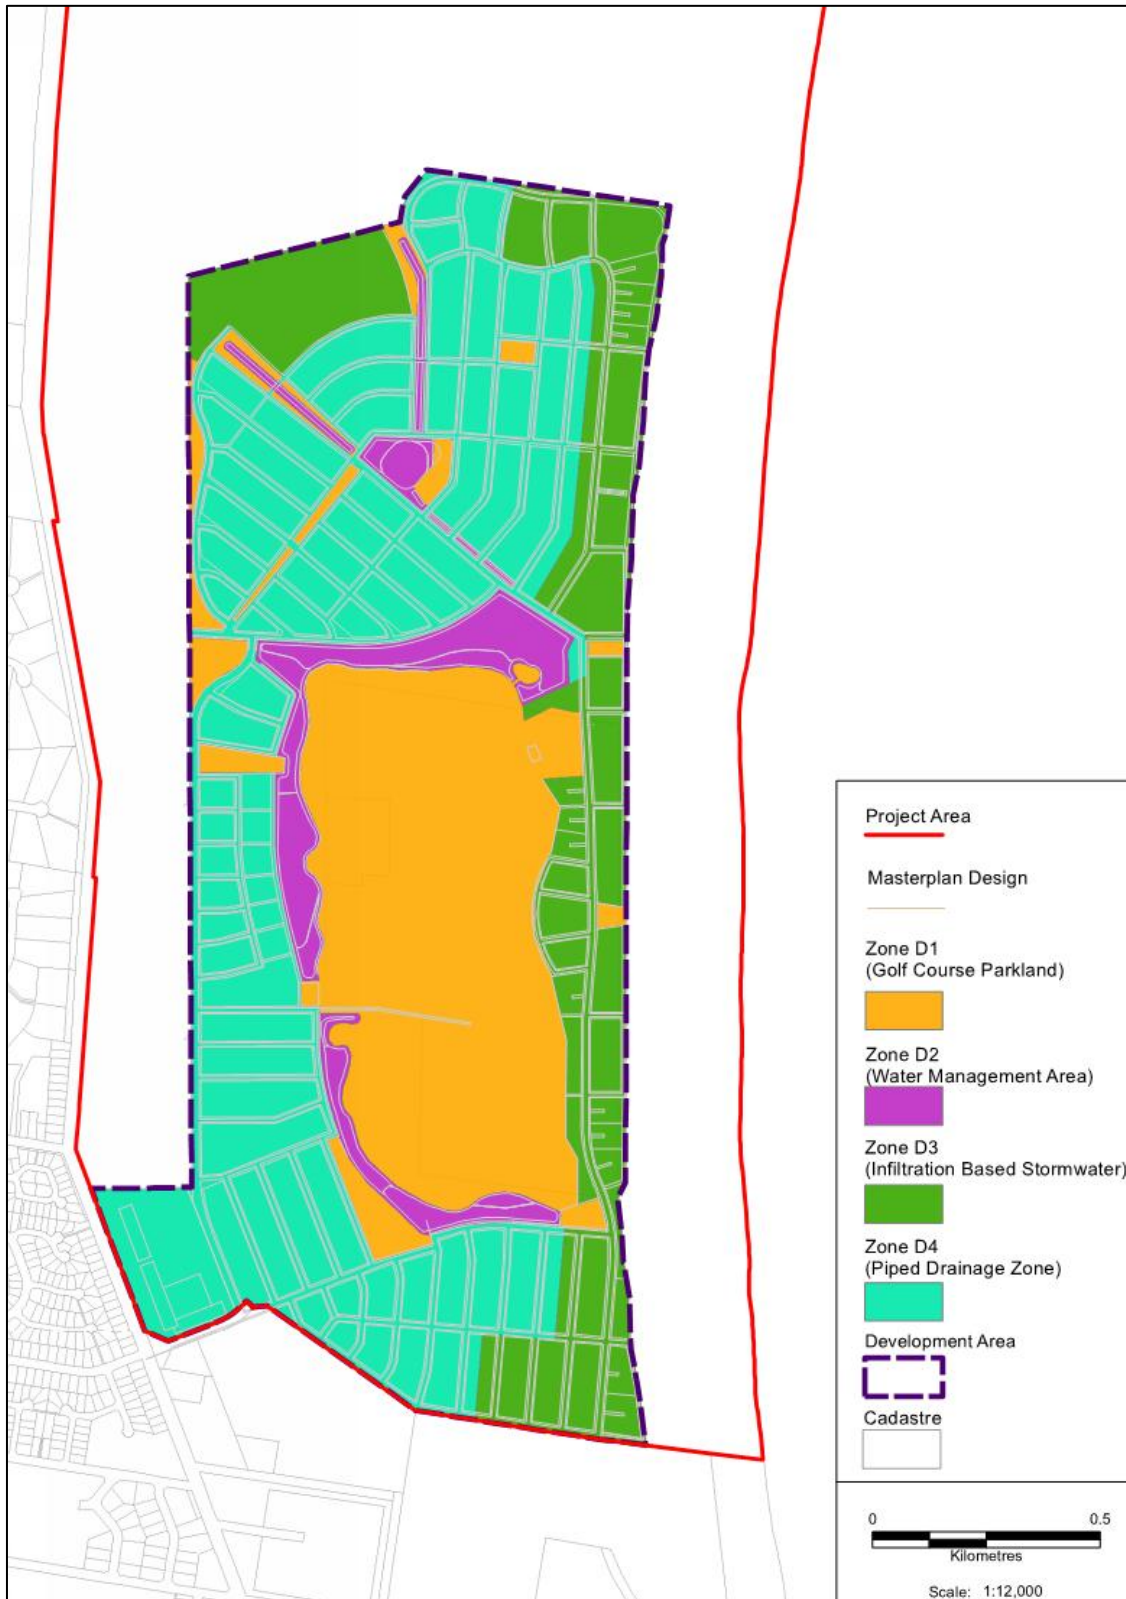 Project Area
Masterplan Design
Zone D1
(Golf Course Parkland)
Zone D2
(Water Management Area)
Zone D3
(Infiltration Based Stormwater)
Zone D4
(Piped Drainage Zone)
Development Area
Cadastre
0 0.5
Kilometres
Scale: 1:12,000